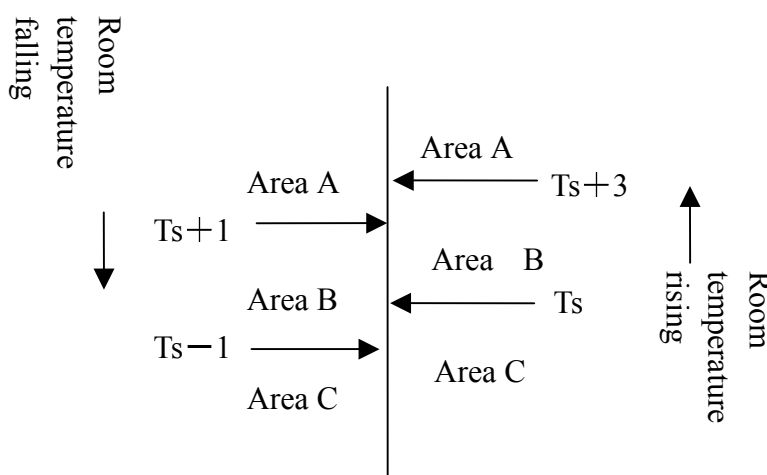 Room
temperature
falling
Area A
Ts+3
Area A
Ts+1
Area B
Area B
Ts
Ts−1
Area C
Area C
Room
temperature
rising